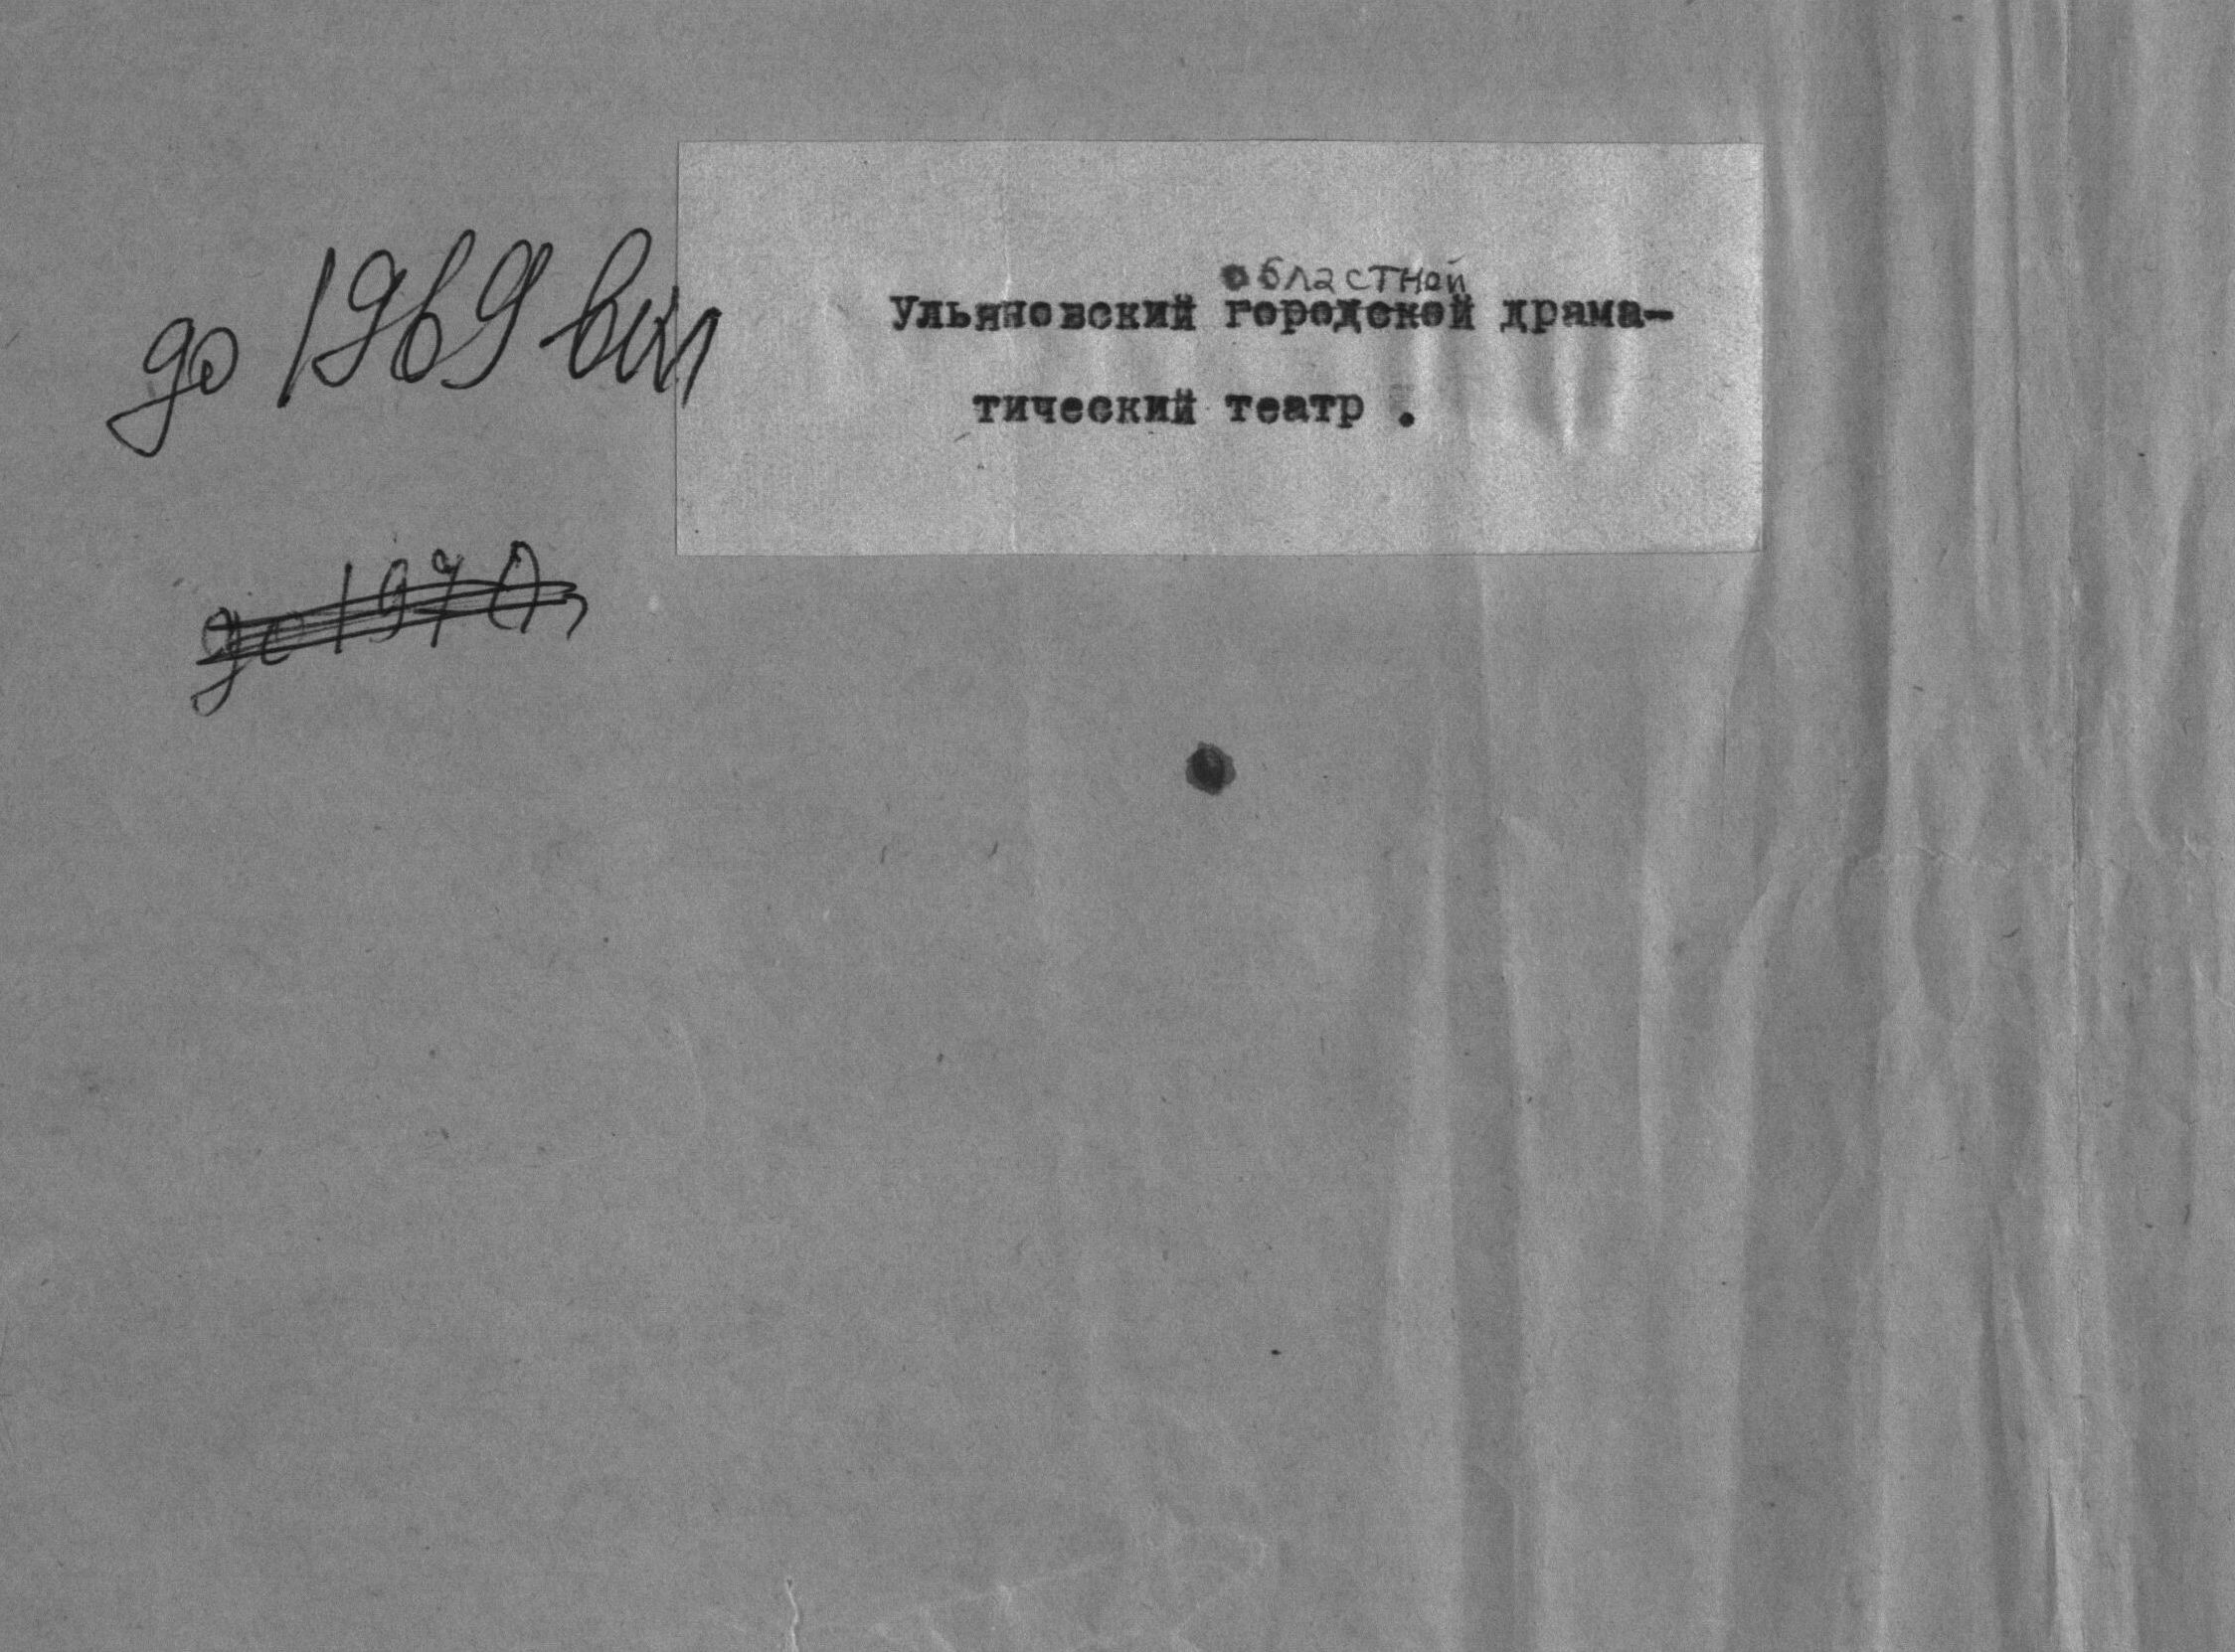 до 1969 вкл
областной
Ульяновский городской драма-
тический театр .
до 1970